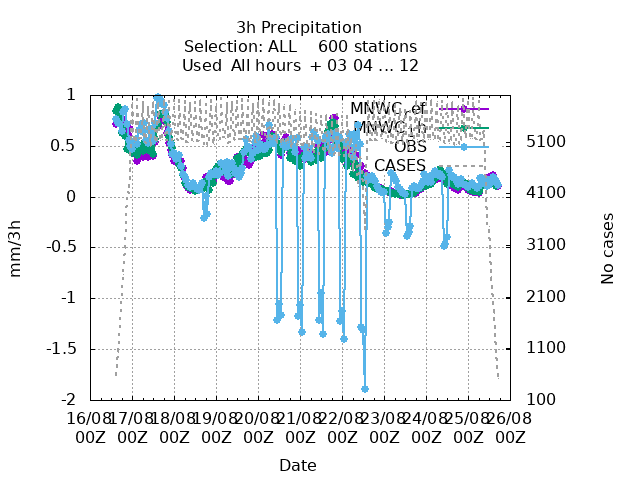 3h Precipitation
Selection: ALL    600 stations
Used  All hours  + 03 04 ... 12
MNWC_ef
OBS
CASES
1
0.5
0
-0.5
-1
-1.5
-2
5100
4100
3100
2100
1100
100
mm/3h
No cases
16/08 17/08 18/08 19/08 20/08 21/08 22/08 23/08 24/08 25/08 26/08
00Z 00Z 00Z 00Z 00Z 00Z 00Z 00Z 00Z 00Z 00Z
Date